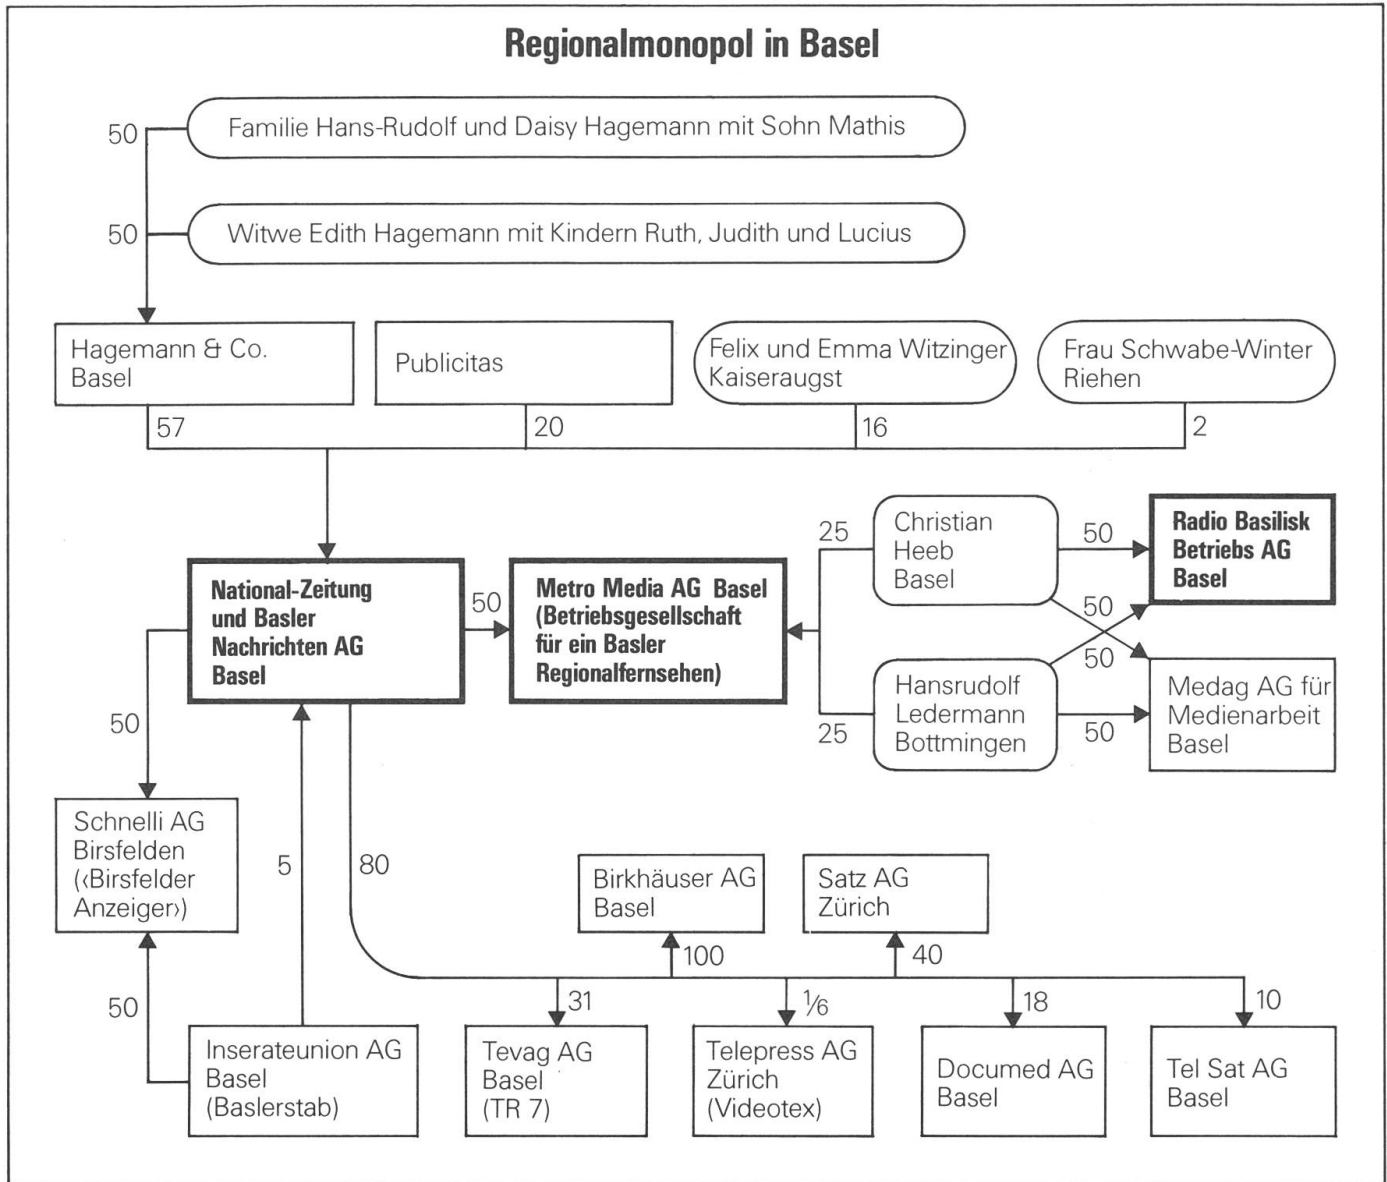 Regionalmonopol in Basel
50
Familie Hans-Rudolf und Daisy Hagemann mit Sohn Mathis
50
Witwe Edith Hagemann mit Kindern Ruth, Judith und Lucius
Hagemann & Co.
Basel
Publicitas
Felix und Emma Witzinger
Kaiseraugst
Frau Schwabe-Winter
Riehen
57
20
16
2
National-Zeitung
und Basler
Nachrichten AG
Basel
50
Metro Media AG Basel
(Betriebsgesellschaft
für ein Basler
Regionalfernsehen)
25
Christian
Heeb
Basel
50
Radio Basilisk
Betriebs AG
Basel
50
50
25
Hansrudolf
Ledermann
Bottmingen
50
Medag AG für
Medienarbeit
Basel
50
Schnelli AG
Birsfelden
(‹Birsfelder
Anzeiger›)
5
80
Birkhäuser AG
Basel
Satz AG
Zürich
100
40
50
31
1/6
18
10
Inserateunion AG
Basel
(Baslerstab)
Tevag AG
Basel
(TR 7)
Telepress AG
Zürich
(Videotex)
Documed AG
Basel
Tel Sat AG
Basel